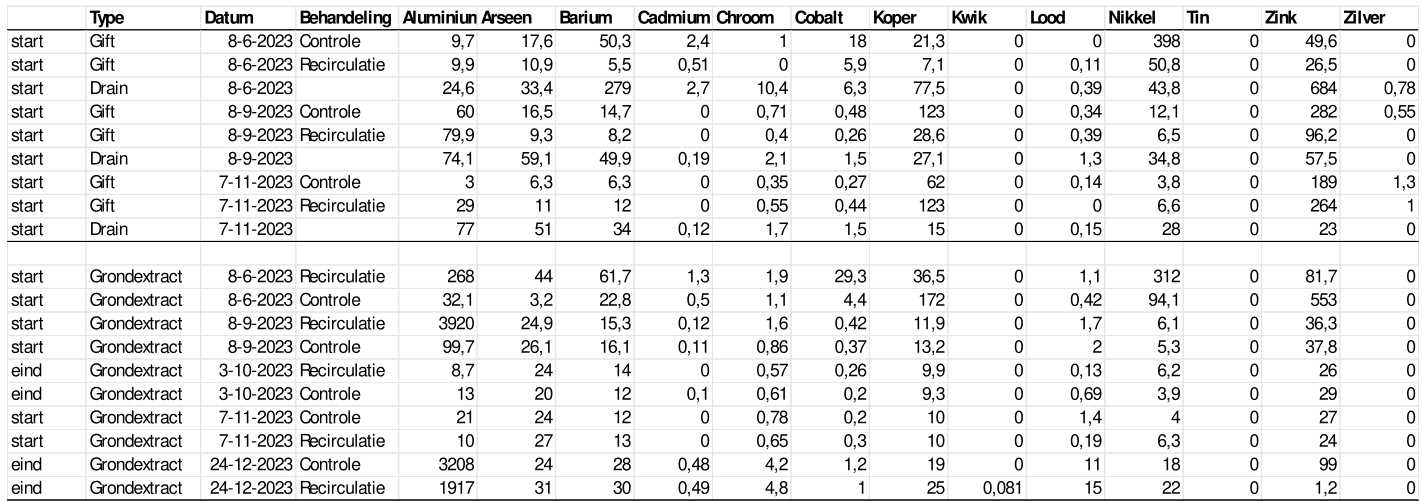 Type Datum Behandeling Aluminiun Arseen Barium Cadmium Chroom Cobalt Koper Kwik Lood Nikkel Tin Zink Zilver
start Gift 8-6-2023 Controle 9,7 17,6 50,3 2,4 1 18 21,3 0 0 398 0 49,6 0
start Gift 8-6-2023 Recirculatie 9,9 10,9 5,5 0,51 0 5,9 7,1 0 0,11 50,8 0 26,5 0
start Drain 8-6-2023 24,6 33,4 279 2,7 10,4 6,3 77,5 0 0,39 43,8 0 684 0,78
start Gift 8-9-2023 Controle 60 16,5 14,7 0 0,71 0,48 123 0 0,34 12,1 0 282 0,55
start Gift 8-9-2023 Recirculatie 79,9 9,3 8,2 0 0,4 0,26 28,6 0 0,39 6,5 0 96,2 0
start Drain 8-9-2023 74,1 59,1 49,9 0,19 2,1 1,5 27,1 0 1,3 34,8 0 57,5 0
start Gift 7-11-2023 Controle 3 6,3 6,3 0 0,35 0,27 62 0 0,14 3,8 0 189 1,3
start Gift 7-11-2023 Recirculatie 29 11 12 0 0,55 0,44 123 0 0 6,6 0 264 1
start Drain 7-11-2023 77 51 34 0,12 1,7 1,5 15 0 0,15 28 0 23 0
start Grondextract 8-6-2023 Recirculatie 268 44 61,7 1,3 1,9 29,3 36,5 0 1,1 312 0 81,7 0
start Grondextract 8-6-2023 Controle 32,1 3,2 22,8 0,5 1,1 4,4 172 0 0,42 94,1 0 553 0
start Grondextract 8-9-2023 Recirculatie 3920 24,9 15,3 0,12 1,6 0,42 11,9 0 1,7 6,1 0 36,3 0
start Grondextract 8-9-2023 Controle 99,7 26,1 16,1 0,11 0,86 0,37 13,2 0 2 5,3 0 37,8 0
eind Grondextract 3-10-2023 Recirculatie 8,7 24 14 0 0,57 0,26 9,9 0 0,13 6,2 0 26 0
eind Grondextract 3-10-2023 Controle 13 20 12 0,1 0,61 0,2 9,3 0 0,69 3,9 0 29 0
start Grondextract 7-11-2023 Controle 21 24 12 0 0,78 0,2 10 0 1,4 4 0 27 0
start Grondextract 7-11-2023 Recirculatie 10 27 13 0 0,65 0,3 10 0 0,19 6,3 0 24 0
eind Grondextract 24-12-2023 Controle 3208 24 28 0,48 4,2 1,2 19 0 11 18 0 99 0
eind Grondextract 24-12-2023 Recirculatie 1917 31 30 0,49 4,8 1 25 0,081 15 22 0 1,2 0